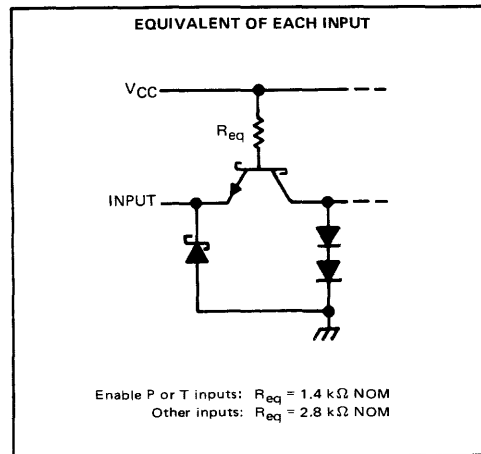 EQUIVALENT OF EACH INPUT
VCC
Req
INPUT
Enable P or T inputs: Req = 1.4 kΩ NOM
Other inputs: Req = 2.8 kΩ NOM